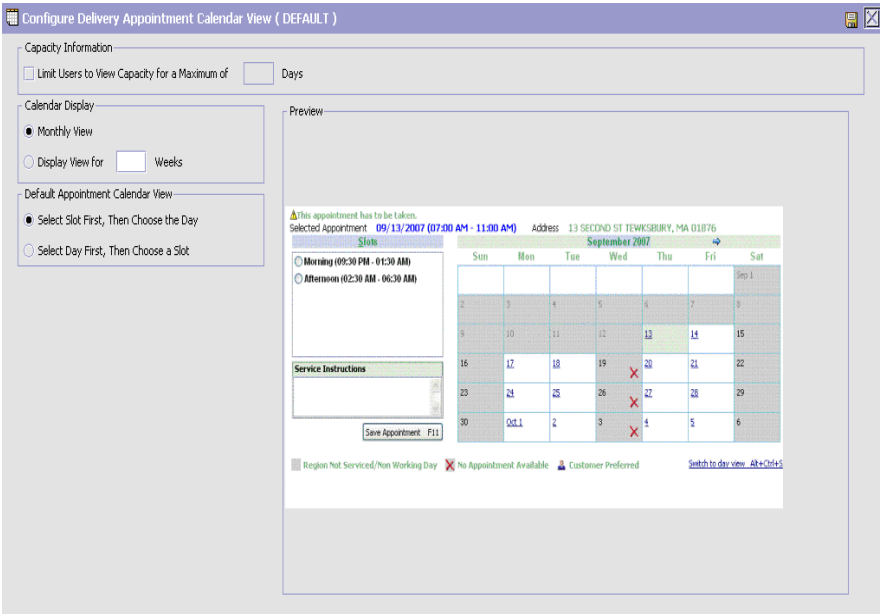 Configure Delivery Appointment Calendar View ( DEFAULT )
Capacity Information
Limit Users to View Capacity for a Maximum of Days
Calendar Display
Monthly View
Display View for Weeks
Default Appointment Calendar View
Select Slot First, Then Choose the Day
Select Day First, Then Choose a Slot
Preview
This appointment has to be taken.
Selected Appointment 09/13/2007 (07:00 AM - 11:00 AM) Address 13 SECOND ST TEWKSBURY, MA 01876
Slots
Morning (09:30 PM - 01:30 AM)
Afternoon (02:30 AM - 06:30 AM)
Service Instructions
Save Appointment F11
September 2007
Sun Mon Tue Wed Thu Fri Sat
Sep 1
2 3 4 5 6 7 8
9 10 11 12 13 14 15
16 17 18 19 20 21 22
23 24 25 26 27 28 29
30 Oct 1 2 3 4 5 6
Region Not Serviced/Non Working Day No Appointment Available Customer Preferred Switch to day view Alt+Ctrl+S